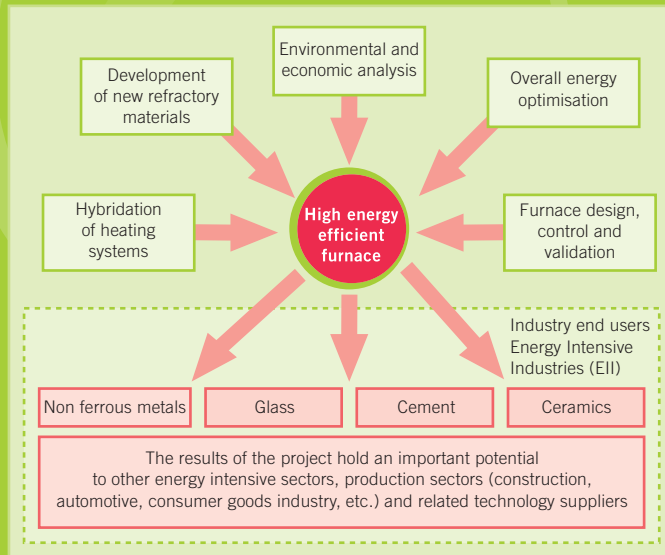 Environmental and
economic analysis
Development
of new refractory
materials
Overall energy
optimisation
Hybridation
of heating
systems
High energy
efficient
furnace
Furnace design,
control and
validation
Industry end users
Energy Intensive
Industries (EII)
Non ferrous metals
Glass
Cement
Ceramics
The results of the project hold an important potential
to other energy intensive sectors, production sectors (construction,
automotive, consumer goods industry, etc.) and related technology suppliers